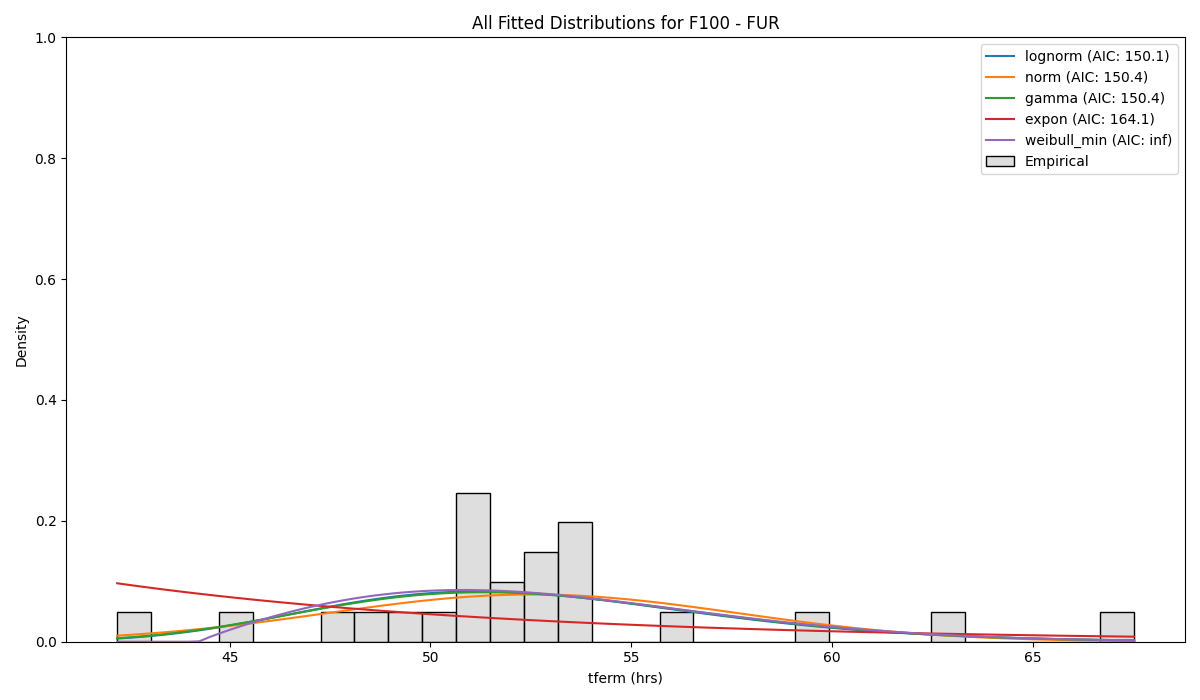 All Fitted Distributions for F100 - FUR
1.0
0.8
0.6
0.4
0.2
0.0
Density
45
50
55
60
65
tferm (hrs)
lognorm (AIC: 150.1)
norm (AIC: 150.4)
gamma (AIC: 150.4)
expon (AIC: 164.1)
weibull_min (AIC: inf)
Empirical